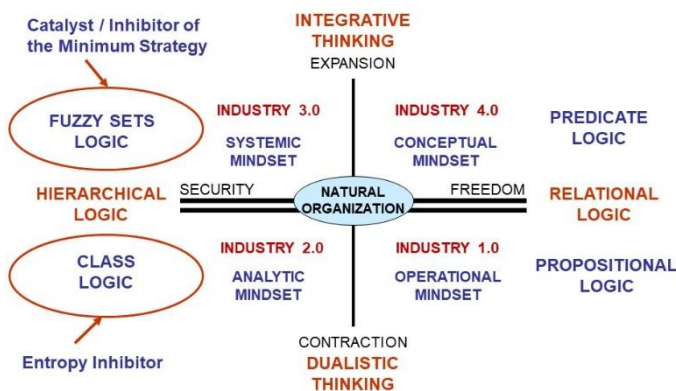 Catalyst / Inhibitor of
the Minimum Strategy
INTEGRATIVE
THINKING
EXPANSION
FUZZY SETS
LOGIC
INDUSTRY 3.0
SYSTEMIC
MINDSET
INDUSTRY 4.0
CONCEPTUAL
MINDSET
PREDICATE
LOGIC
HIERARCHICAL
LOGIC
SECURITY
NATURAL
ORGANIZATION
FREEDOM
RELATIONAL
LOGIC
CLASS
LOGIC
INDUSTRY 2.0
ANALYTIC
MINDSET
INDUSTRY 1.0
OPERATIONAL
MINDSET
PROPOSITIONAL
LOGIC
Entropy Inhibitor
CONTRACTION
DUALISTIC
THINKING